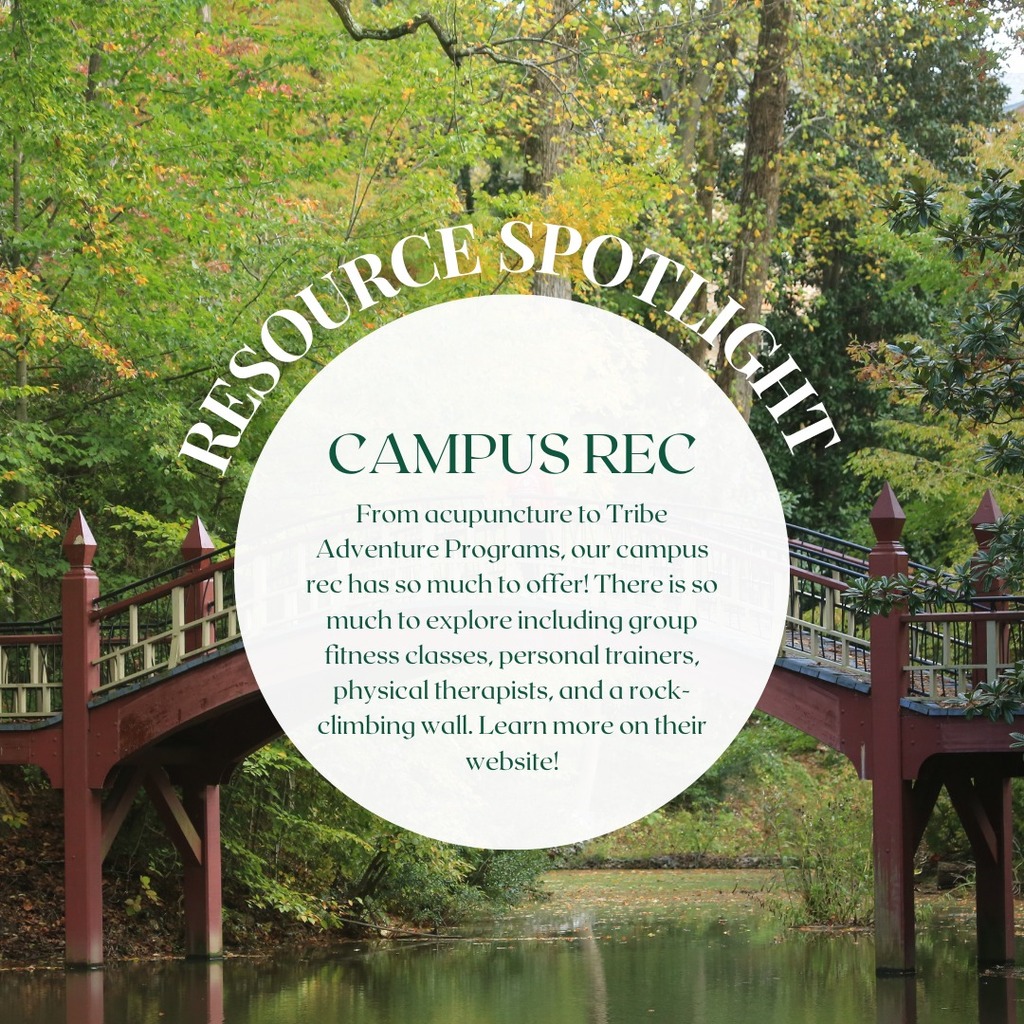 RESOURCE SPOTLIGHT
CAMPUS REC
From acupuncture to Tribe
Adventure Programs, our campus
rec has so much to offer! There is so
much to explore including group
fitness classes, personal trainers,
physical therapists, and a rock-
climbing wall. Learn more on their
website!